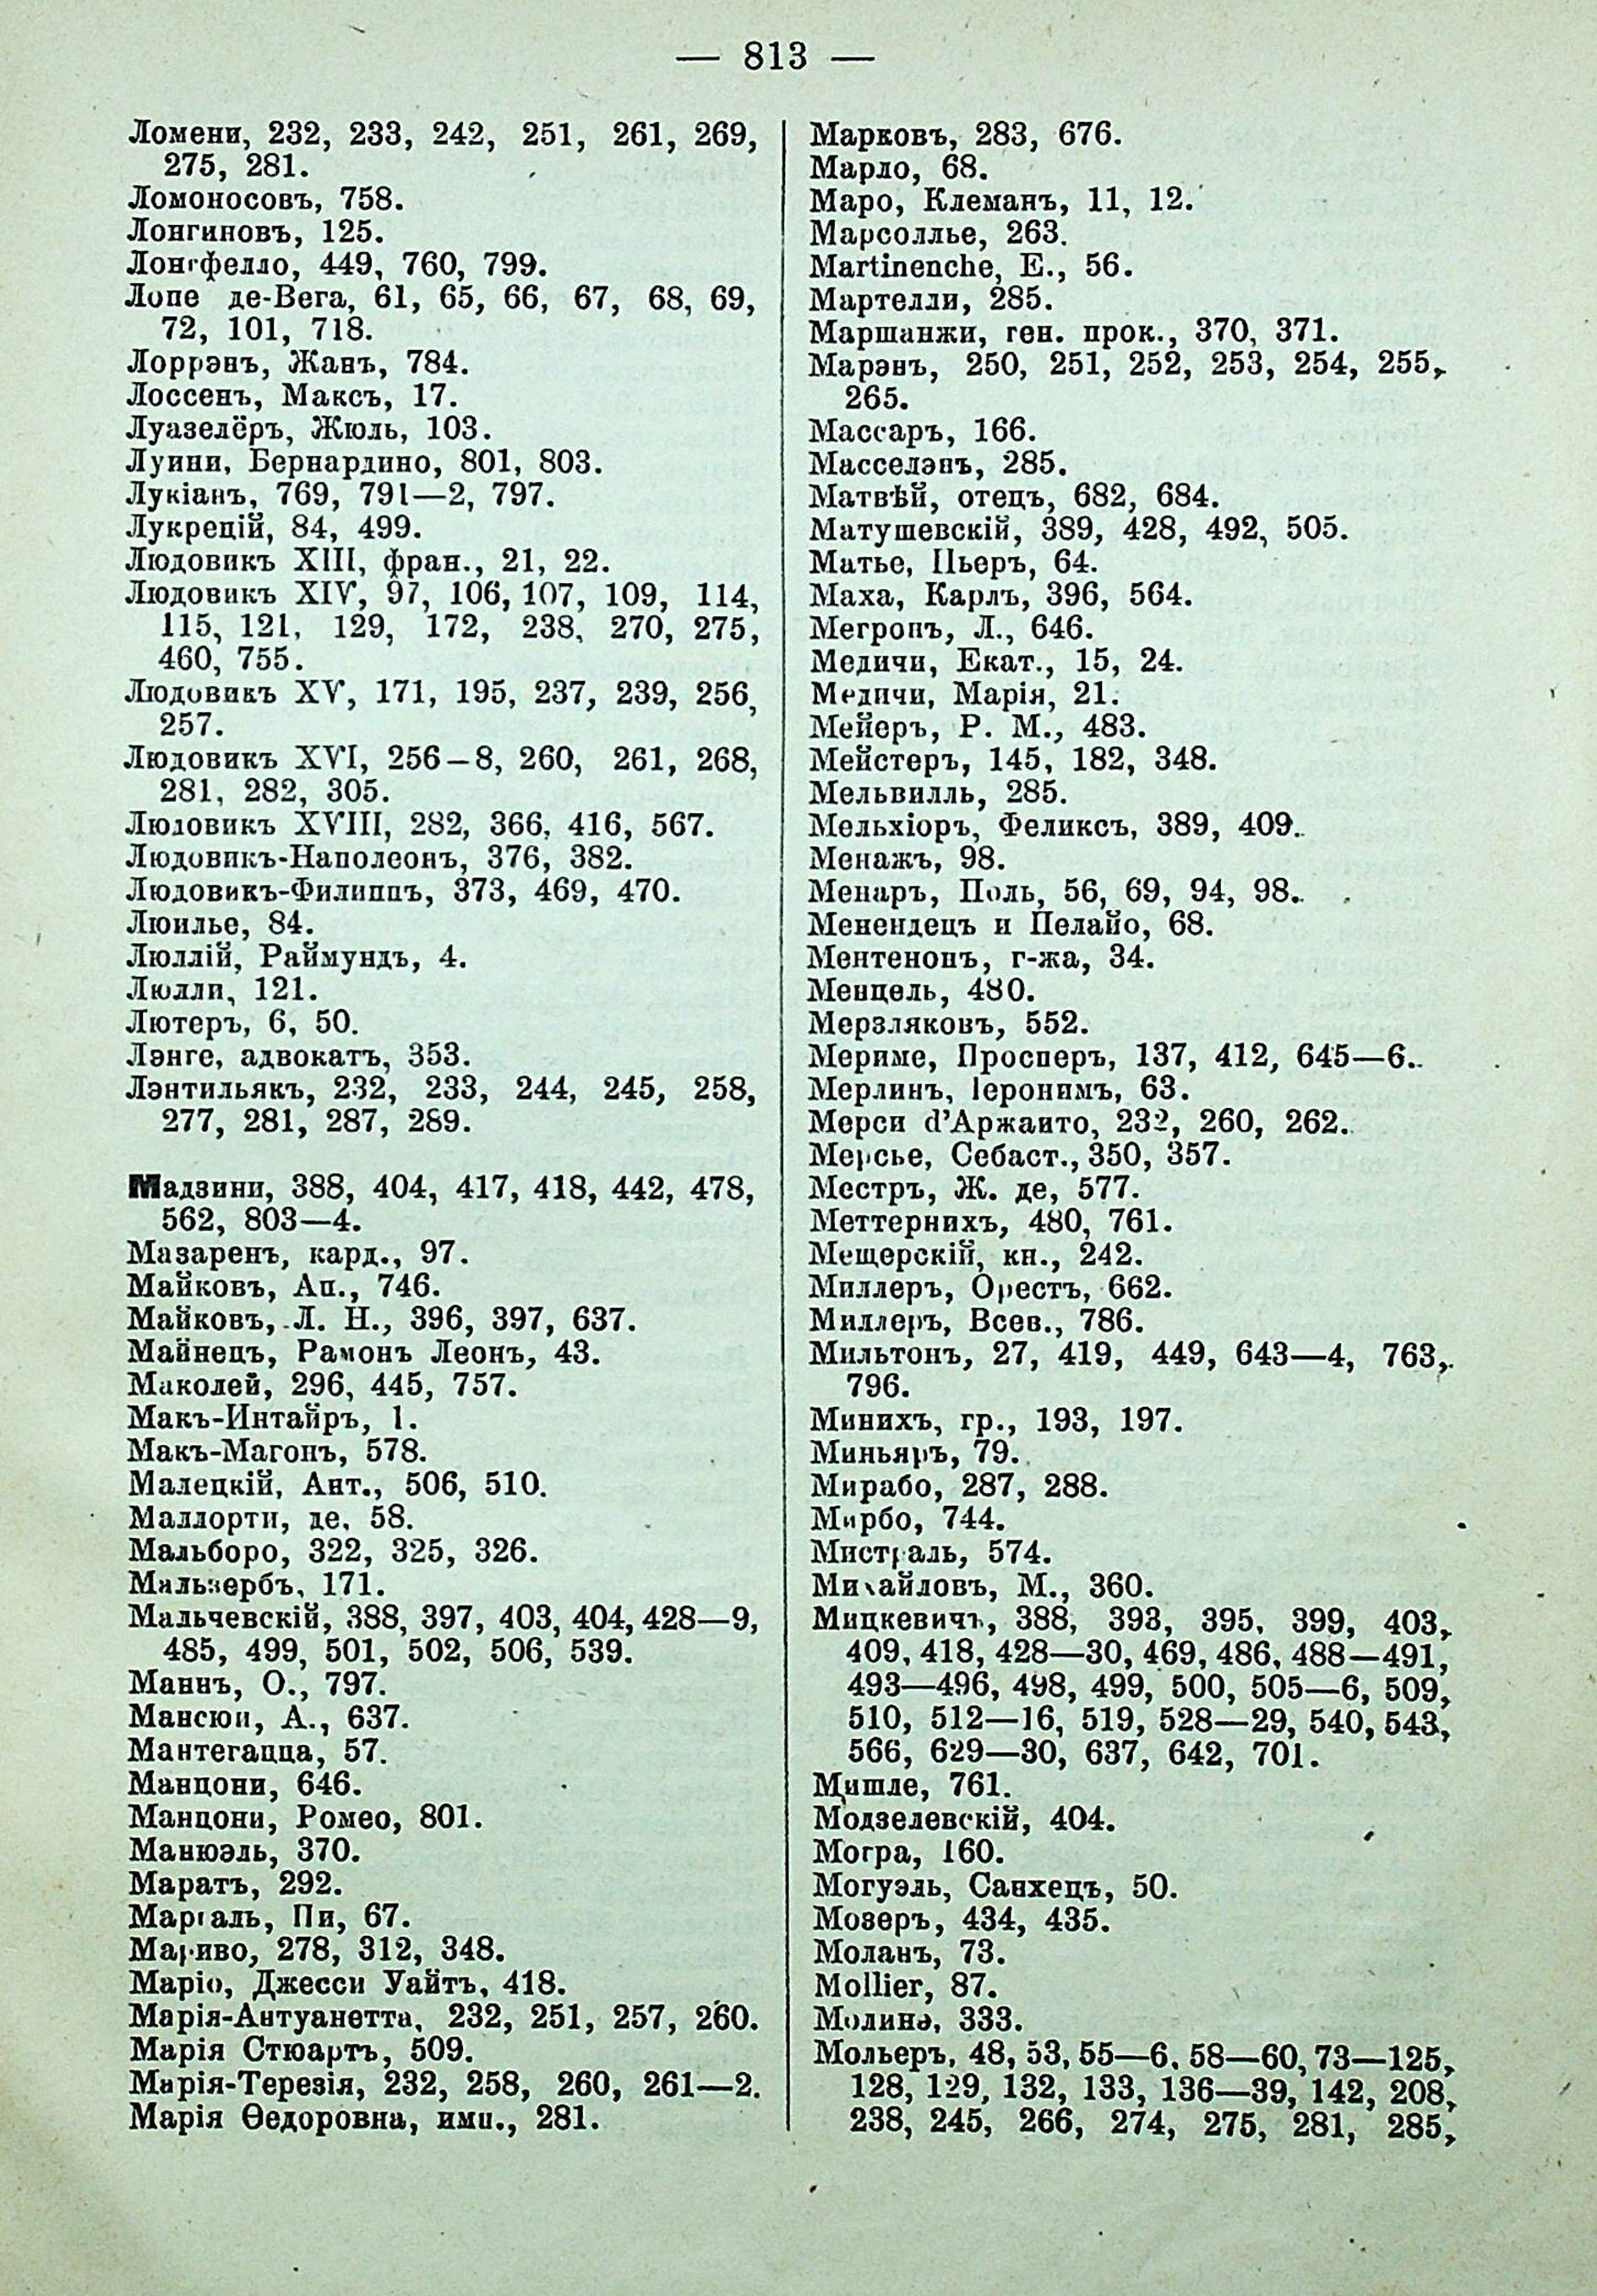 — 813 —
Ломени, 232, 233, 242, 251, 261, 269,
275, 281.
Ломоносовъ, 758.
Лонгиновъ, 125.
Лонгфелло, 449, 760, 799.
Лопе де-Вега, 61, 65, 66, 67, 68, 69,
72, 101, 718.
Лоррэнъ, Жанъ, 784.
Лоссенъ, Максъ, 17.
Луазелёръ, Жюль, 103.
Луини, Бернардино, 801, 803.
Лукіанъ, 769, 791—2, 797.
Лукрецій, 84, 499.
Людовикъ XIII, фран., 21, 22.
Людовикъ XIV, 97, 106, 107, 109, 114,
115, 121, 129, 172, 238, 270, 275,
460, 755.
Людовикъ XV, 171, 195, 237, 239, 256,
257.
Людовикъ XVI, 256—8, 260, 261, 268,
281, 282, 305.
Людовикъ XVIII, 282, 366, 416, 567.
Людовикъ-Наполеонъ, 376, 382.
Людовикъ-Филиппъ, 373, 469, 470.
Люилье, 84.
Люллій, Раймундъ, 4.
Люлли, 121.
Лютеръ, 6, 50.
Лэнге, адвокатъ, 353.
Лэнтильякъ, 232, 233, 244, 245, 258,
277, 281, 287, 289.
Мадзини, 388, 404, 417, 418, 442, 478,
562, 803—4.
Мазаренъ, кард., 97.
Майковъ, Ап., 746.
Майковъ, Л. Н., 396, 397, 637.
Майнецъ, Рамонъ Леонъ, 43.
Маколей, 296, 445, 757.
Макъ-Интайръ, 1.
Макъ-Магонъ, 578.
Малецкій, Ант., 506, 510.
Маллорти, де, 58.
Мальборо, 322, 325, 326.
Мальзербъ, 171.
Мальчевскій, 388, 397, 403, 404, 428—9,
485, 499, 501, 502, 506, 539.
Маннъ, О., 797.
Мансюи, А., 637.
Мантегацца, 57.
Манцони, 646.
Манцони, Ромео, 801.
Манюэль, 370.
Маратъ, 292.
Маргаль, Пи, 67.
Мариво, 278, 312, 348.
Маріо, Джесси Уайтъ, 418.
Марія-Антуанетта, 232, 251, 257, 260.
Марія Стюартъ, 509.
Марія-Терезія, 232, 258, 260, 261—2.
Марія Ѳедоровна, имп., 281.
Марковъ, 283, 676.
Марло, 68.
Маро, Клеманъ, 11, 12.
Марсоллье, 263.
Martinenche, E., 56.
Мартелли, 285.
Маршанжи, ген. прок., 370, 371.
Марэнъ, 250, 251, 252, 253, 254, 255,
265.
Массаръ, 166.
Масселэнъ, 285.
Матвѣй, отецъ, 682, 684.
Матушевскій, 389, 428, 492, 505.
Матье, Пьеръ, 64.
Маха, Карлъ, 396, 564.
Мегронъ, Л., 646.
Медичи, Екат., 15, 24.
Медичи, Марія, 21.
Мейеръ, Р. М., 483.
Мейстеръ, 145, 182, 348.
Мельвилль, 285.
Мельхіоръ, Феликсъ, 389, 409.
Менажъ, 98.
Менаръ, Поль, 56, 69, 94, 98.
Менендецъ и Пелайо, 68.
Ментенонъ, г-жа, 34.
Менцель, 480.
Мерзляковъ, 552.
Мериме, Просперъ, 137, 412, 645—6.
Мерлинъ, Іеронимъ, 63.
Мерси d’Аржанто, 232, 260, 262.
Мерсье, Себаст., 350, 357.
Местръ, Ж. де, 577.
Меттернихъ, 480, 761.
Мещерскій, кн., 242.
Миллеръ, Орестъ, 662.
Миллеръ, Всев., 786.
Мильтонъ, 27, 419, 449, 643—4, 763,
796.
Минихъ, гр., 193, 197.
Миньяръ, 79.
Мирабо, 287, 288.
Мирбо, 744.
Мистраль, 574.
Михайловъ, М., 360.
Мицкевичъ, 388, 393, 395, 399, 403,
409, 418, 428—30, 469, 486, 488—491,
493—496, 498, 499, 500, 505—6, 509,
510, 512—16, 519, 528—29, 540, 543,
566, 629—30, 637, 642, 701.
Мишле, 761.
Модзелевскій, 404.
Могра, 160.
Могуэль, Санхецъ, 50.
Мозеръ, 434, 435.
Моланъ, 73.
Mollier, 87.
Молинэ, 333.
Мольеръ, 48, 53, 55—6, 58—60, 73—125,
128, 129, 132, 133, 136—39, 142, 208,
238, 245, 266, 274, 275, 281, 285,